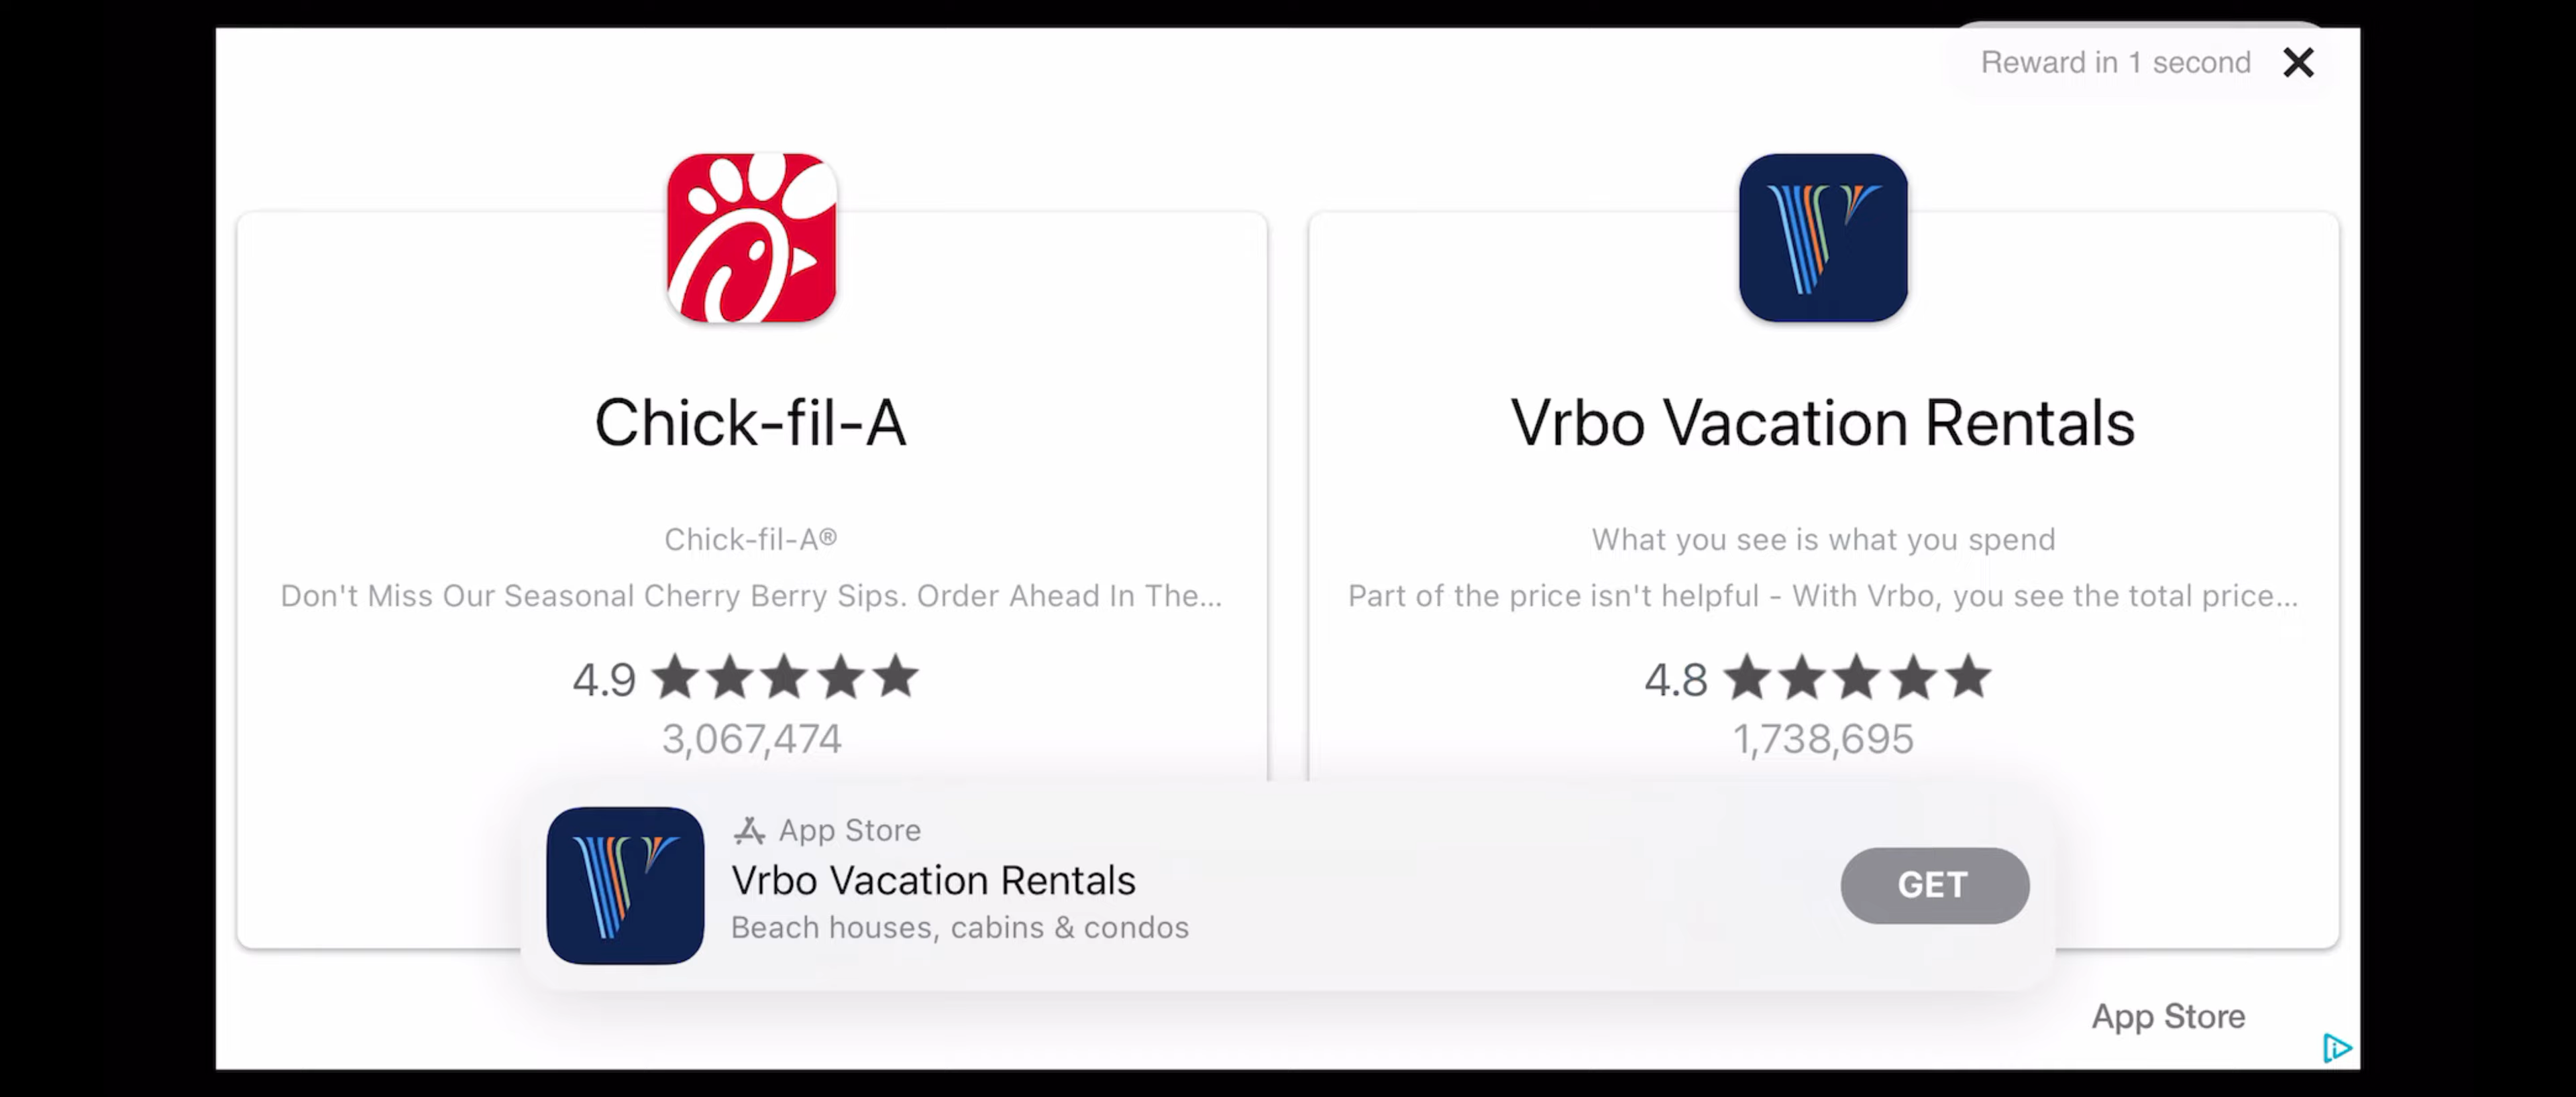 Reward in 1 second
Chick-fil-A
Chick-fil-A®
Don't Miss Our Seasonal Cherry Berry Sips. Order Ahead In The...
4.9
3,067,474
Vrbo Vacation Rentals
What you see is what you spend
Part of the price isn't helpful - With Vrbo, you see the total price...
4.8
1,738,695
App Store
Vrbo Vacation Rentals
Beach houses, cabins & condos
GET
App Store